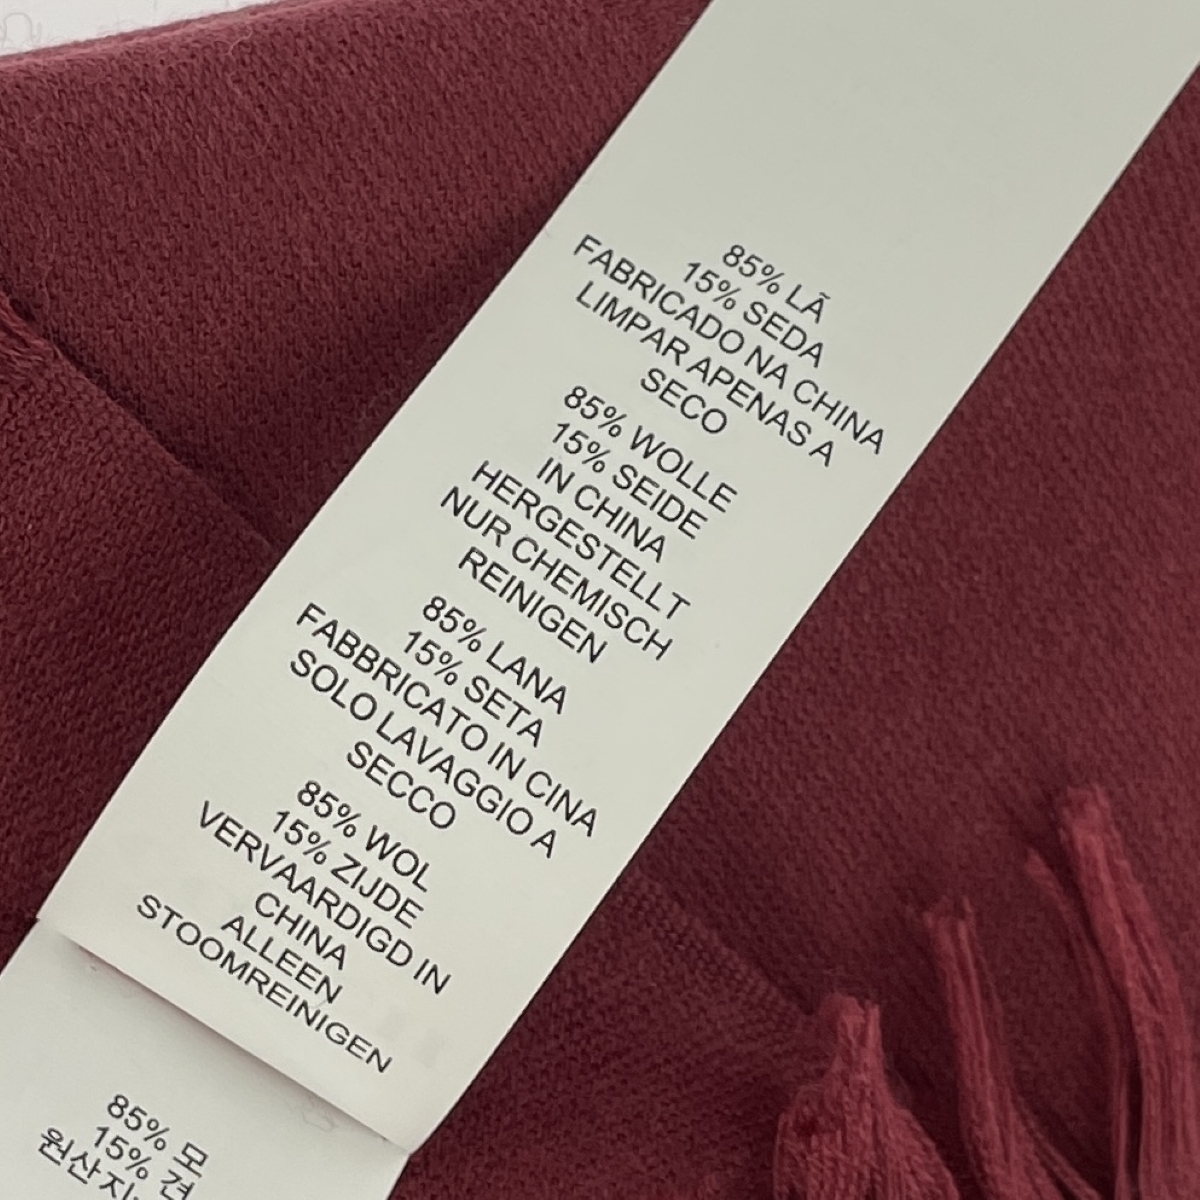 85% LÃ
15% SEDA
FABRICADO NA CHINA
LIMPAR APENAS A
SECO
85% WOLLE
15% SEIDE
IN CHINA
HERGESTELLT
NUR CHEMISCH
REINIGEN
85% LANA
15% SETA
FABBRICATO IN CINA
SOLO LAVAGGIO A
SECCO
85% WOL
15% ZIJDE
VERVAARDIGD IN
CHINA
ALLEEN
STOOMREINIGEN
85% 모
15% 견